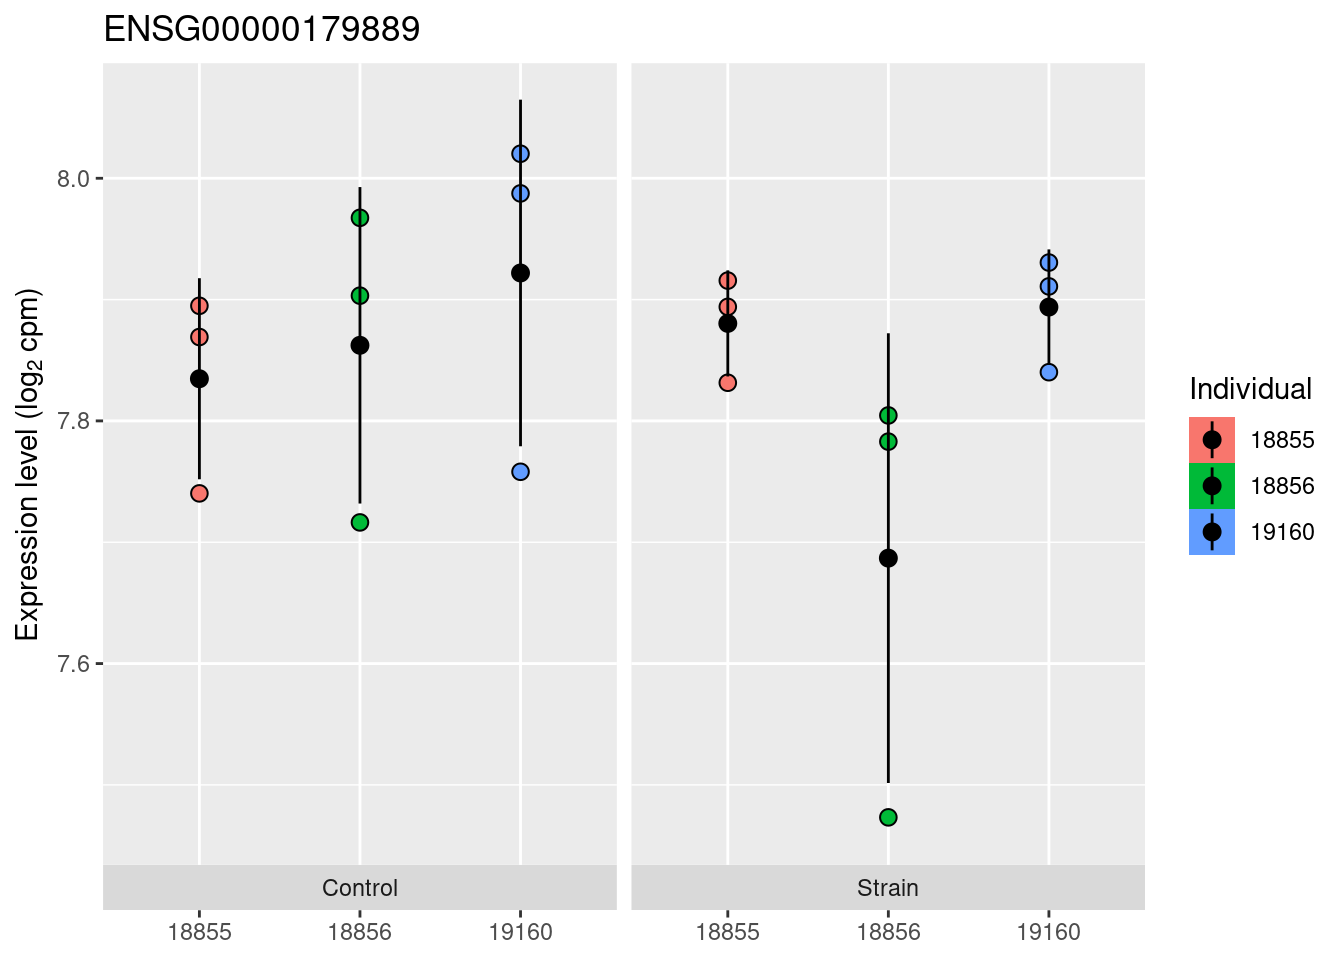 ENSG00000179889
Expression level (log2 cpm)
8.0
7.8
7.6
Control
Strain
18855
18856
19160
18855
18856
19160
Individual
18855
18856
19160